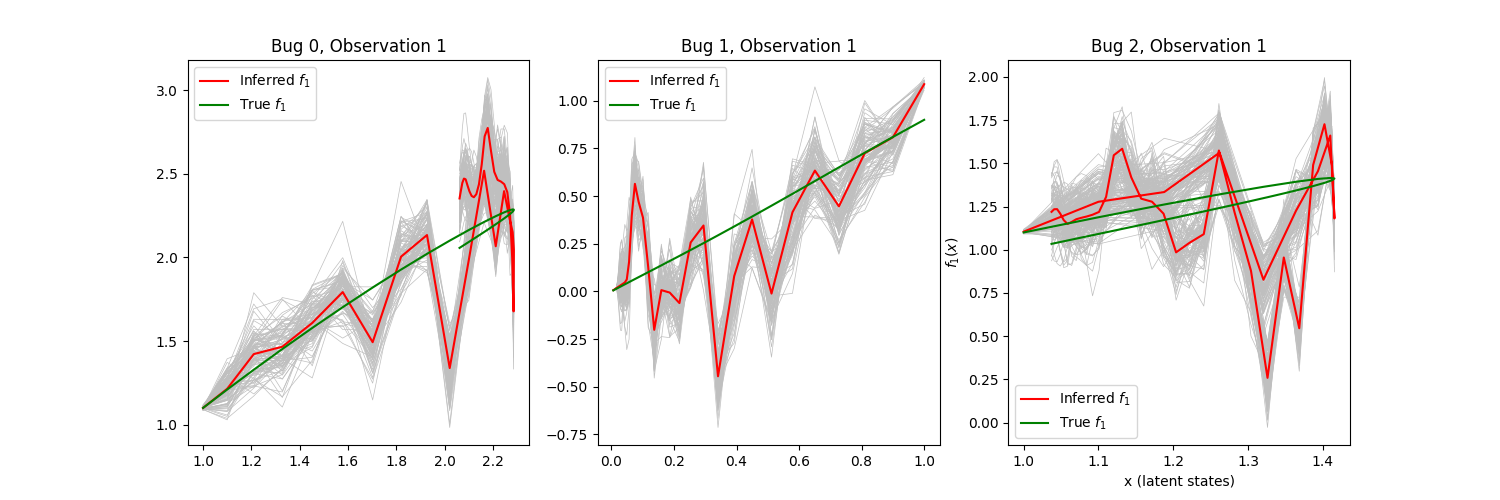 Bug 0, Observation 1
Inferred f₁
True f₁
3.0
2.5
2.0
1.5
1.0
1.0 1.2 1.4 1.6 1.8 2.0 2.2
Bug 1, Observation 1
Inferred f₁
True f₁
1.00
0.75
0.50
0.25
0.00
−0.25
−0.50
−0.75
0.0 0.2 0.4 0.6 0.8 1.0
Bug 2, Observation 1
f₁(x)
2.00
1.75
1.50
1.25
1.00
0.75
0.50
0.25
0.00
Inferred f₁
True f₁
1.0 1.1 1.2 1.3 1.4
x (latent states)